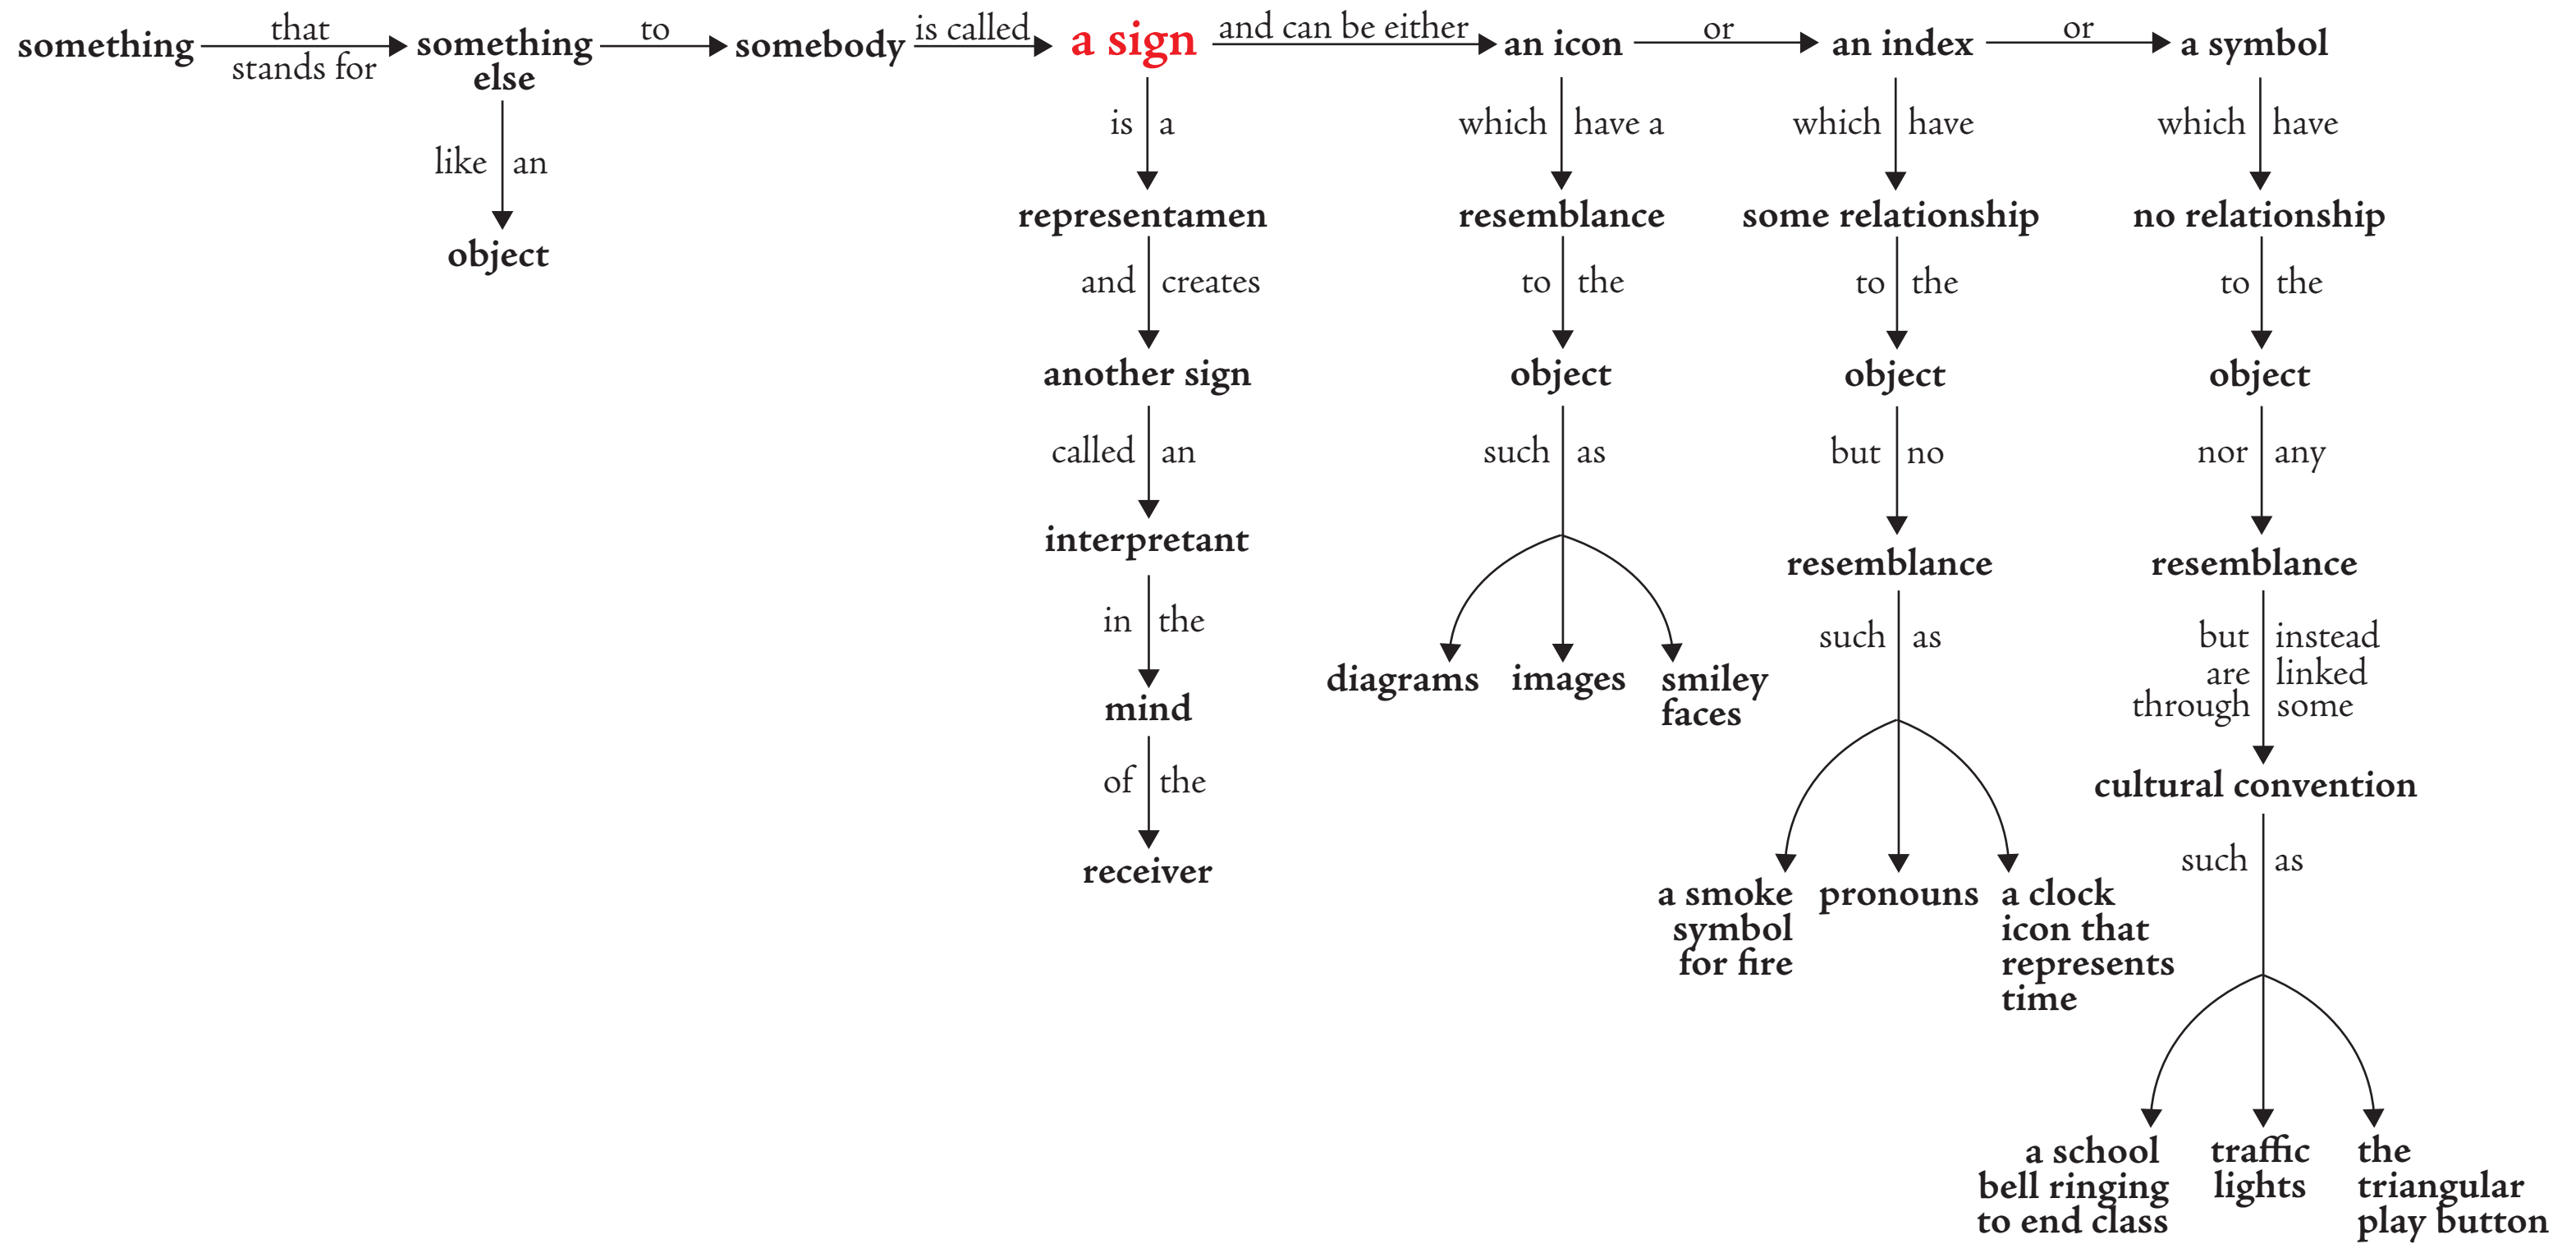 something that stands for something else to somebody is called a sign and can be either an icon or an index or a symbol
like an
object
is a
representamen
and creates
another sign
called an
interpretant
in the
mind
of the
receiver
which have a
resemblance
to the
object
such as
diagrams
images
smiley
faces
which have
some relationship
to the
object
but no
resemblance
such as
a smoke
symbol
for fire
pronouns
a clock
icon that
represents
time
which have
no relationship
to the
object
nor any
resemblance
but instead
are linked
through some
cultural convention
such as
a school
bell ringing
to end class
traffic
lights
the
triangular
play button